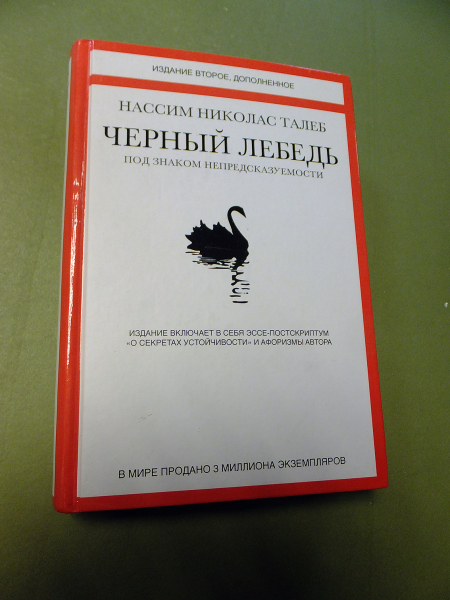 ИЗДАНИЕ ВТОРОЕ, ДОПОЛНЕННОЕ
НАССИМ НИКОЛАС ТАЛЕБ
ЧЕРНЫЙ ЛЕБЕДЬ
ПОД ЗНАКОМ НЕПРЕДСКАЗУЕМОСТИ
ИЗДАНИЕ ВКЛЮЧАЕТ В СЕБЯ ЭССЕ-ПОСТСКРИПТУМ
«О СЕКРЕТАХ УСТОЙЧИВОСТИ» И АФОРИЗМЫ АВТОРА
В МИРЕ ПРОДАНО 3 МИЛЛИОНА ЭКЗЕМПЛЯРОВ